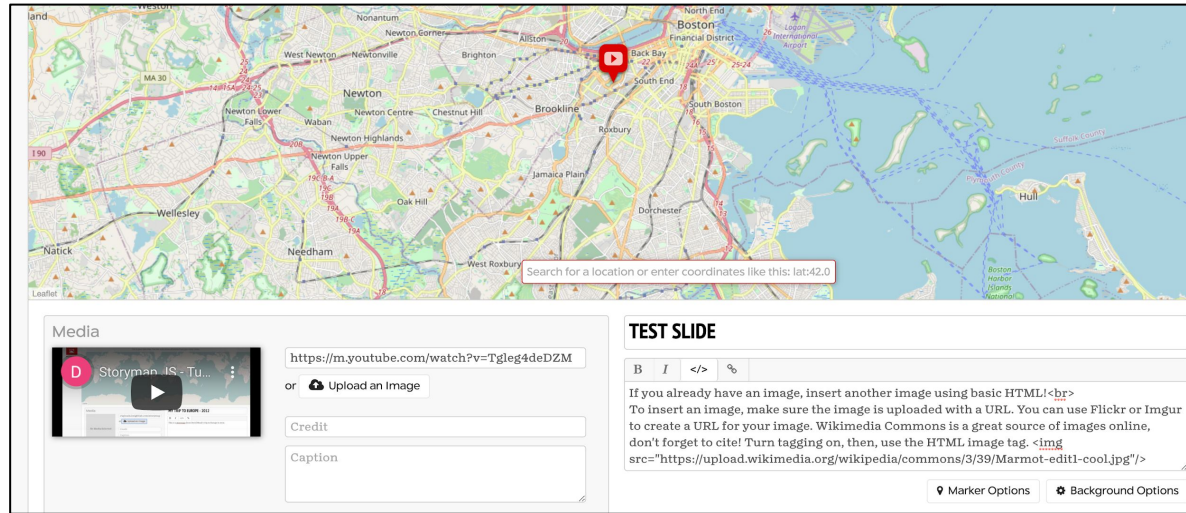 Weston
North End
Boston
Logan
International
Airport
Nonantum
Newton Corner
Allston
Financial District
West Newton
Newtonville
Brighton
Back Bay
MA 30
South End
Newton
Newton Lower
Falls
Waban
Newton Centre
Chestnut Hill
Brookline
South Boston
Newton Highlands
Roxbury
Suffolk County
I 90
Newton Upper
Falls
Plymouth County
Jamaica Plain
Hull
Wellesley
Oak Hill
Dorchester
Natick
Needham
West Roxbury
Search for a location or enter coordinates like this: lat:42.0
Boston
Harbor
Islands
National
Leaflet
Media
D
Storymap JS - Tu...
https://m.youtube.com/watch?v=Tgleg4deDZM
or Upload an Image
Credit
Caption
TEST SLIDE
B I </>
If you already have an image, insert another image using basic HTML!<br>
To insert an image, make sure the image is uploaded with a URL. You can use Flickr or Imgur
to create a URL for your image. Wikimedia Commons is a great source of images online,
don't forget to cite! Turn tagging on, then, use the HTML image tag. <img
src="https://upload.wikimedia.org/wikipedia/commons/3/39/Marmot-edit1-cool.jpg"/>
Marker Options
Background Options